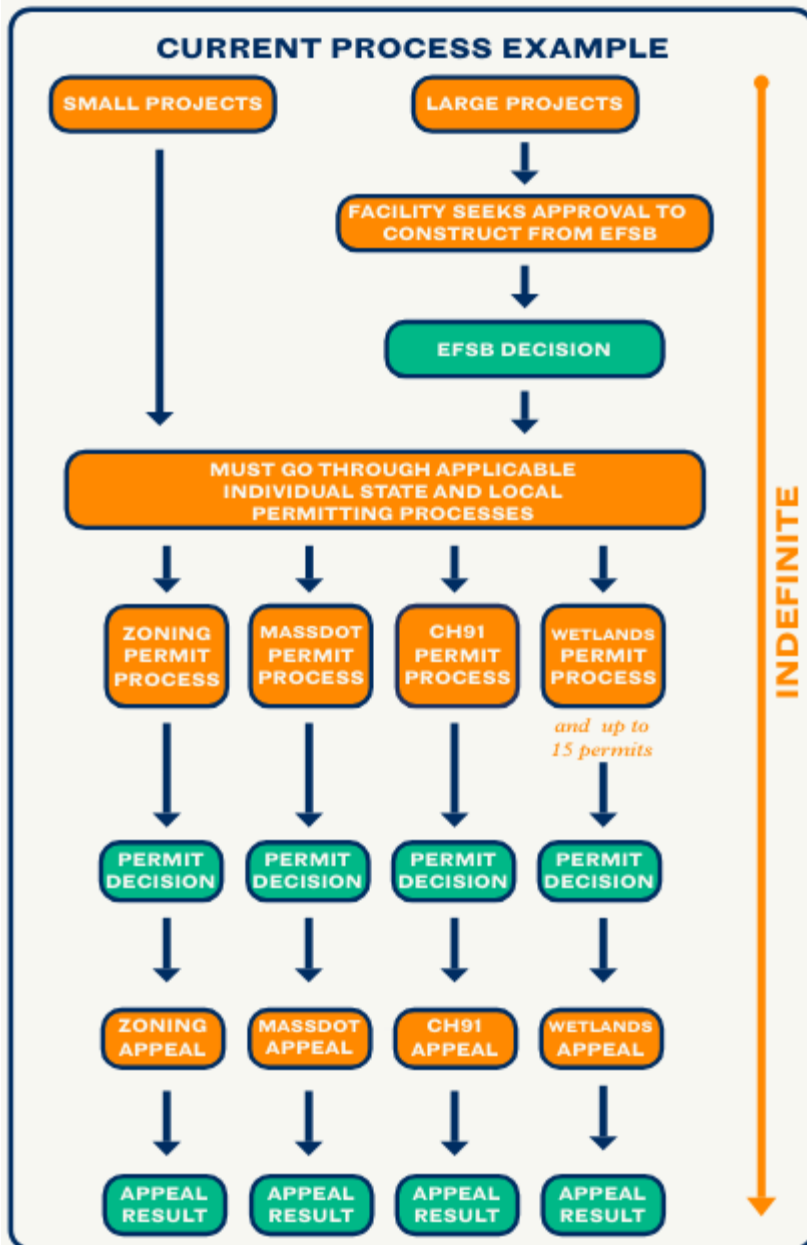 CURRENT PROCESS EXAMPLE
SMALL PROJECTS
LARGE PROJECTS
FACILITY SEEKS APPROVAL TO
CONSTRUCT FROM EFSB
EFSB DECISION
MUST GO THROUGH APPLICABLE
INDIVIDUAL STATE AND LOCAL
PERMITTING PROCESSES
ZONING
PERMIT
PROCESS
MASSDOT
PERMIT
PROCESS
CH91
PERMIT
PROCESS
WETLANDS
PERMIT
PROCESS
and up to
15 permits
PERMIT
DECISION
PERMIT
DECISION
PERMIT
DECISION
PERMIT
DECISION
ZONING
APPEAL
MASSDOT
APPEAL
CH91
APPEAL
WETLANDS
APPEAL
APPEAL
RESULT
APPEAL
RESULT
APPEAL
RESULT
APPEAL
RESULT
INDEFINITE